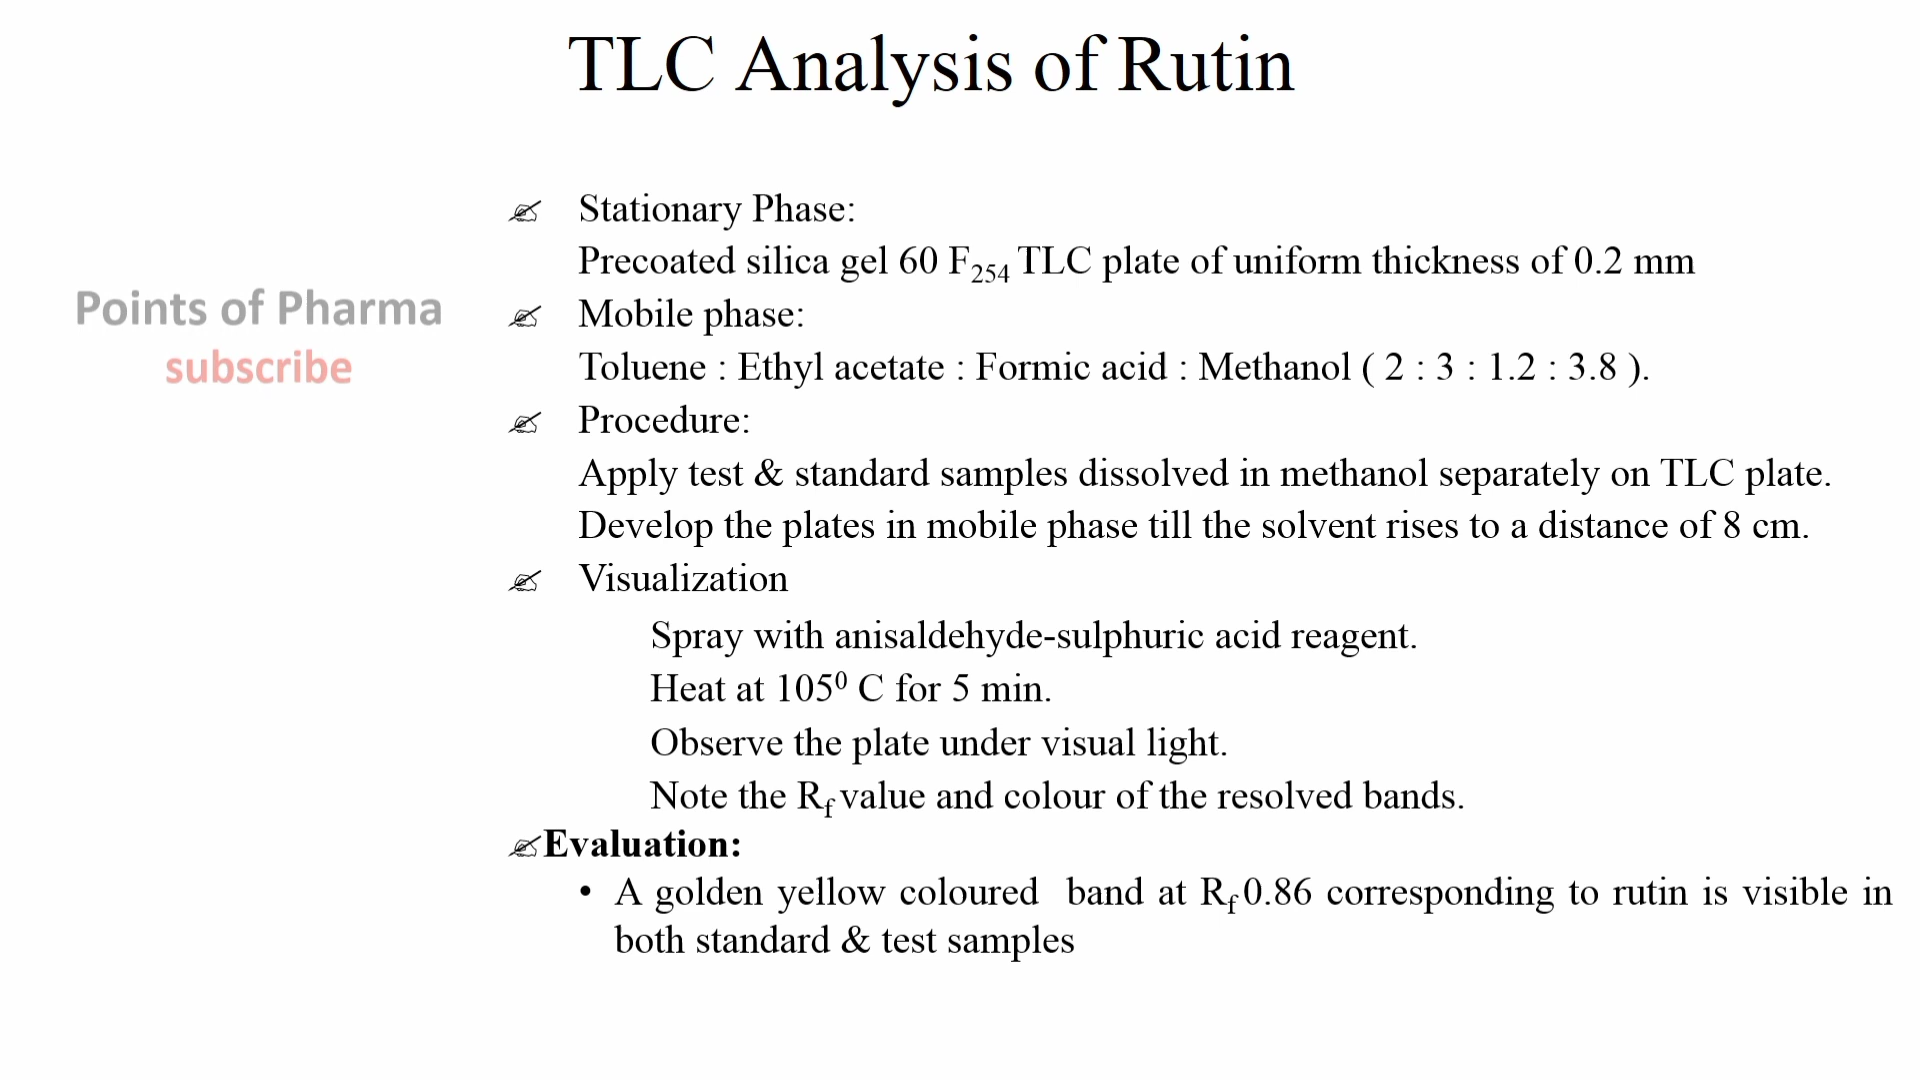 TLC Analysis of Rutin
Points of Pharma
subscribe
Stationary Phase:
Precoated silica gel 60 F254 TLC plate of uniform thickness of 0.2 mm
Mobile phase:
Toluene : Ethyl acetate : Formic acid : Methanol ( 2 : 3 : 1.2 : 3.8 ).
Procedure:
Apply test & standard samples dissolved in methanol separately on TLC plate.
Develop the plates in mobile phase till the solvent rises to a distance of 8 cm.
Visualization
Spray with anisaldehyde-sulphuric acid reagent.
Heat at 105⁰ C for 5 min.
Observe the plate under visual light.
Note the Rf value and colour of the resolved bands.
Evaluation:
• A golden yellow coloured band at Rf 0.86 corresponding to rutin is visible in
both standard & test samples